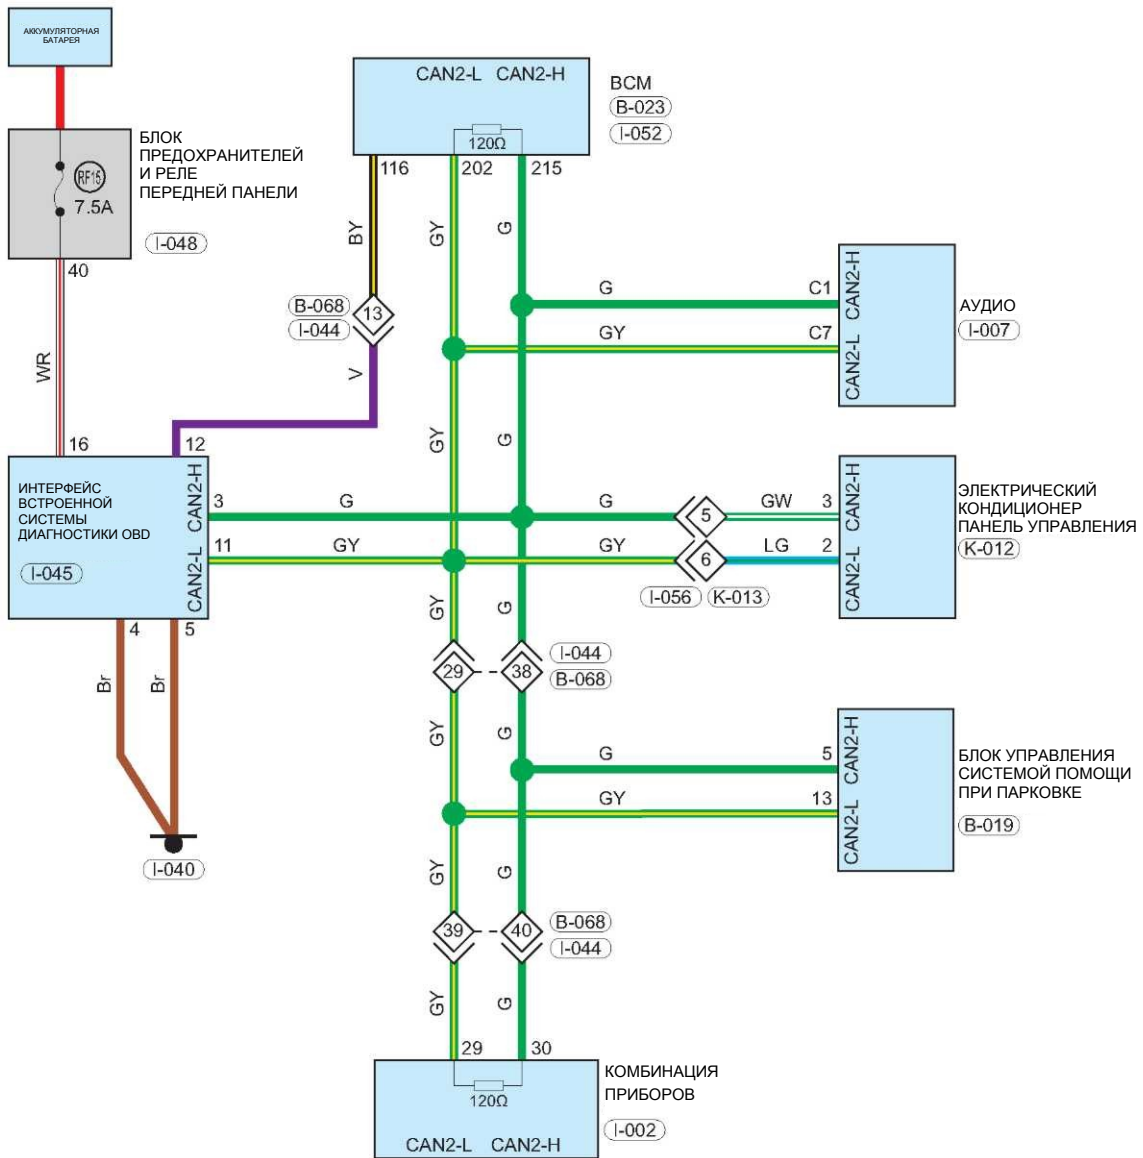 АККУМУЛЯТОРНАЯ
БАТАРЕЯ
CAN2-L CAN2-H
120Ω
BCM
B-023
I-052
БЛОК
ПРЕДОХРАНИТЕЛЕЙ
И РЕЛЕ
ПЕРЕДНЕЙ ПАНЕЛИ
RF15
7.5A
I-048
40
116
202
215
BY
GY
G
B-068
I-044
13
WR
V
G
C1
GY
C7
CAN2-H
CAN2-L
АУДИО
I-007
GY
G
16
12
ИНТЕРФЕЙС
ВСТРОЕННОЙ
СИСТЕМЫ
ДИАГНОСТИКИ OBD
I-045
CAN2-H
CAN2-L
3
G
G
5
GW
3
11
GY
GY
6
LG
2
I-056
K-013
CAN2-H
CAN2-L
ЭЛЕКТРИЧЕСКИЙ
КОНДИЦИОНЕР
ПАНЕЛЬ УПРАВЛЕНИЯ
K-012
4
5
Br
Br
I-040
GY
G
29
38
I-044
B-068
GY
G
G
5
GY
13
CAN2-H
CAN2-L
БЛОК УПРАВЛЕНИЯ
СИСТЕМОЙ ПОМОЩИ
ПРИ ПАРКОВКЕ
B-019
GY
G
39
40
B-068
I-044
GY
G
29
30
120Ω
CAN2-L CAN2-H
КОМБИНАЦИЯ
ПРИБОРОВ
I-002